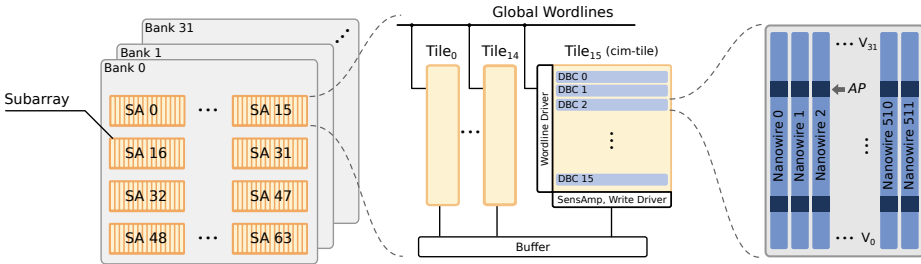 Bank 31
Bank 1
Bank 0
Subarray
SA 0 ••• SA 15
SA 16 SA 31
SA 32 SA 47
SA 48 ••• SA 63
Global Wordlines
Tile0 Tile14 Tile15 (cim-tile)
Wordline Driver
DBC 0
DBC 1
DBC 2
DBC 15
SensAmp, Write Driver
Buffer
••• V31
AP
Nanowire 0
Nanowire 1
Nanowire 2
Nanowire 510
Nanowire 511
••• V0